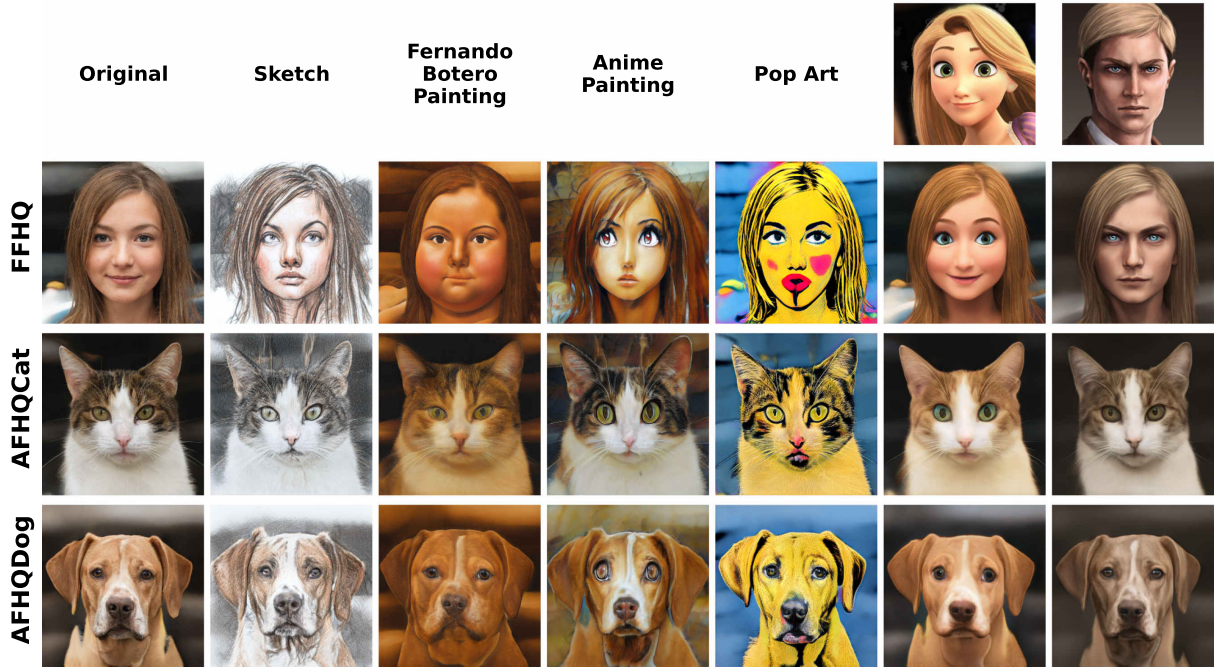 Original
Sketch
Fernando
Botero
Painting
Anime
Painting
Pop Art
FFHQ
AFHQCat
AFHQDog